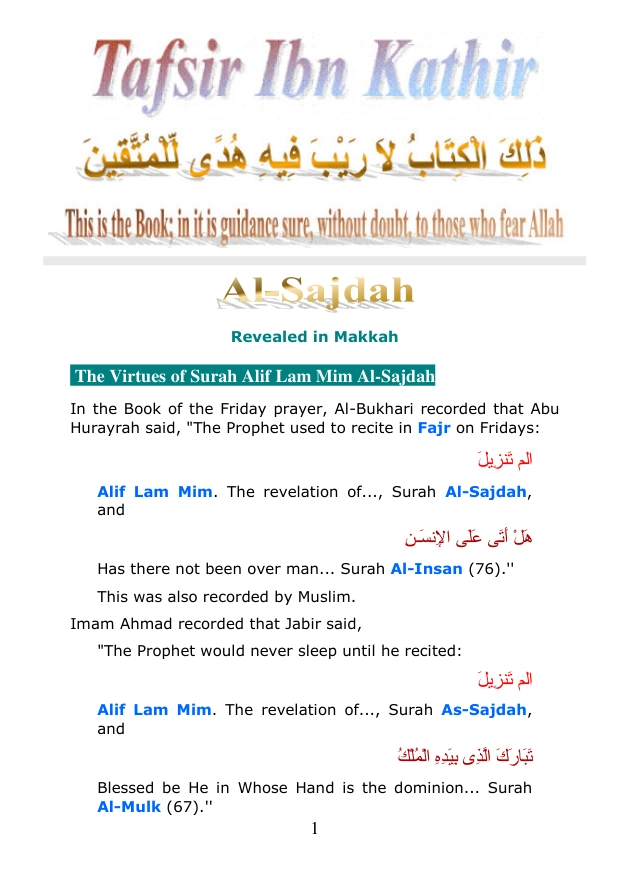 Tafsir Ibn Kathir
ذَلِكَ الْكِتَابُ لاَ رَيْبَ فِيهِ هُدًى لِّلْمُتَّقِينَ
This is the Book; in it is guidance sure, without doubt, to those who fear Allah
Al-Sajdah
Revealed in Makkah
The Virtues of Surah Alif Lam Mim Al-Sajdah
In the Book of the Friday prayer, Al-Bukhari recorded that Abu
Hurayrah said, "The Prophet used to recite in Fajr on Fridays:
الم تَنزِيلَ
Alif Lam Mim. The revelation of..., Surah Al-Sajdah,
and
هَلْ أَتَى عَلَى الإِنسَـنِ
Has there not been over man... Surah Al-Insan (76).''
This was also recorded by Muslim.
Imam Ahmad recorded that Jabir said,
"The Prophet would never sleep until he recited:
الم تَنزِيلَ
Alif Lam Mim. The revelation of..., Surah As-Sajdah,
and
تَبَارَكَ الَّذِى بِيَدِهِ الْمُلْكُ
Blessed be He in Whose Hand is the dominion... Surah
Al-Mulk (67).''
1